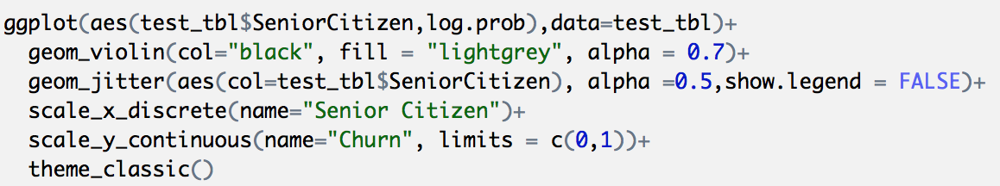 ggplot(aes(test_tbl$SeniorCitizen,log.prob),data=test_tbl)+
  geom_violin(col="black", fill = "lightgrey", alpha = 0.7)+
  geom_jitter(aes(col=test_tbl$SeniorCitizen), alpha =0.5,show.legend = FALSE)+
  scale_x_discrete(name="Senior Citizen")+
  scale_y_continuous(name="Churn", limits = c(0,1))+
  theme_classic()